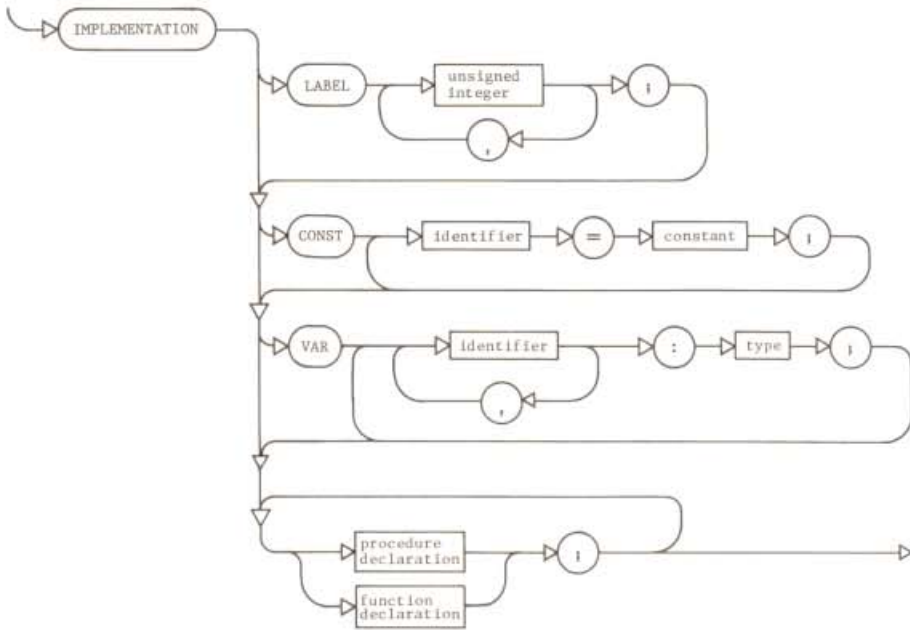 IMPLEMENTATION
LABEL
unsigned
integer
;
,
CONST
identifier
=
constant
;
VAR
identifier
:
type
;
,
procedure
declaration
;
function
declaration